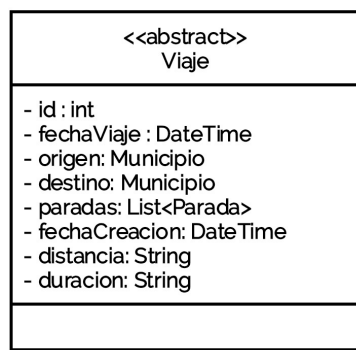 <<abstract>>
Viaje
- id : int
- fechaViaje : DateTime
- origen: Municipio
- destino: Municipio
- paradas: List<Parada>
- fechaCreacion: DateTime
- distancia: String
- duracion: String